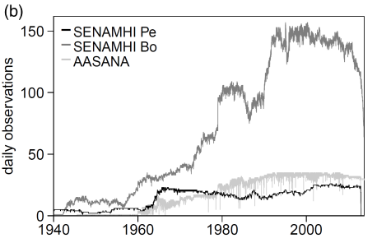 (b)
150
100
50
0
daily observations
SENAMHI Pe
SENAMHI Bo
AASANA
1940 1960 1980 2000